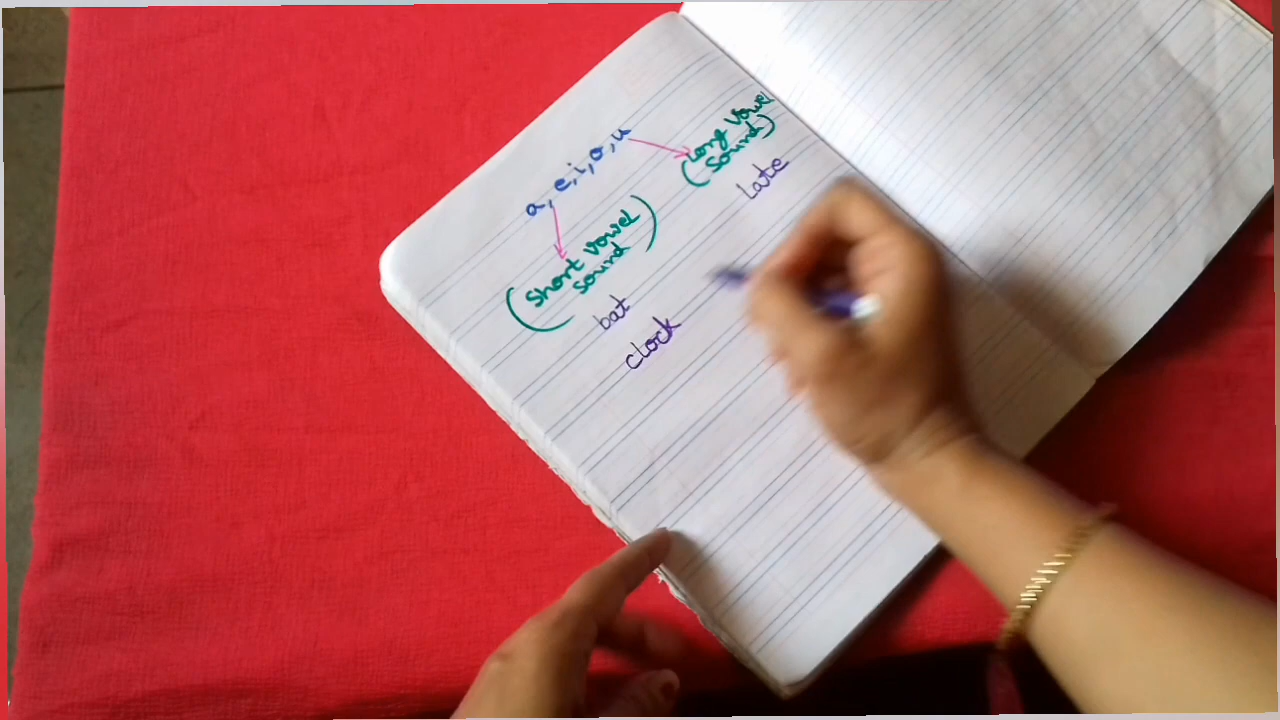 a, e, i, o, u
(Short Vowel
Sound)
bat
clock
(Long Vowel
Sound)
Late